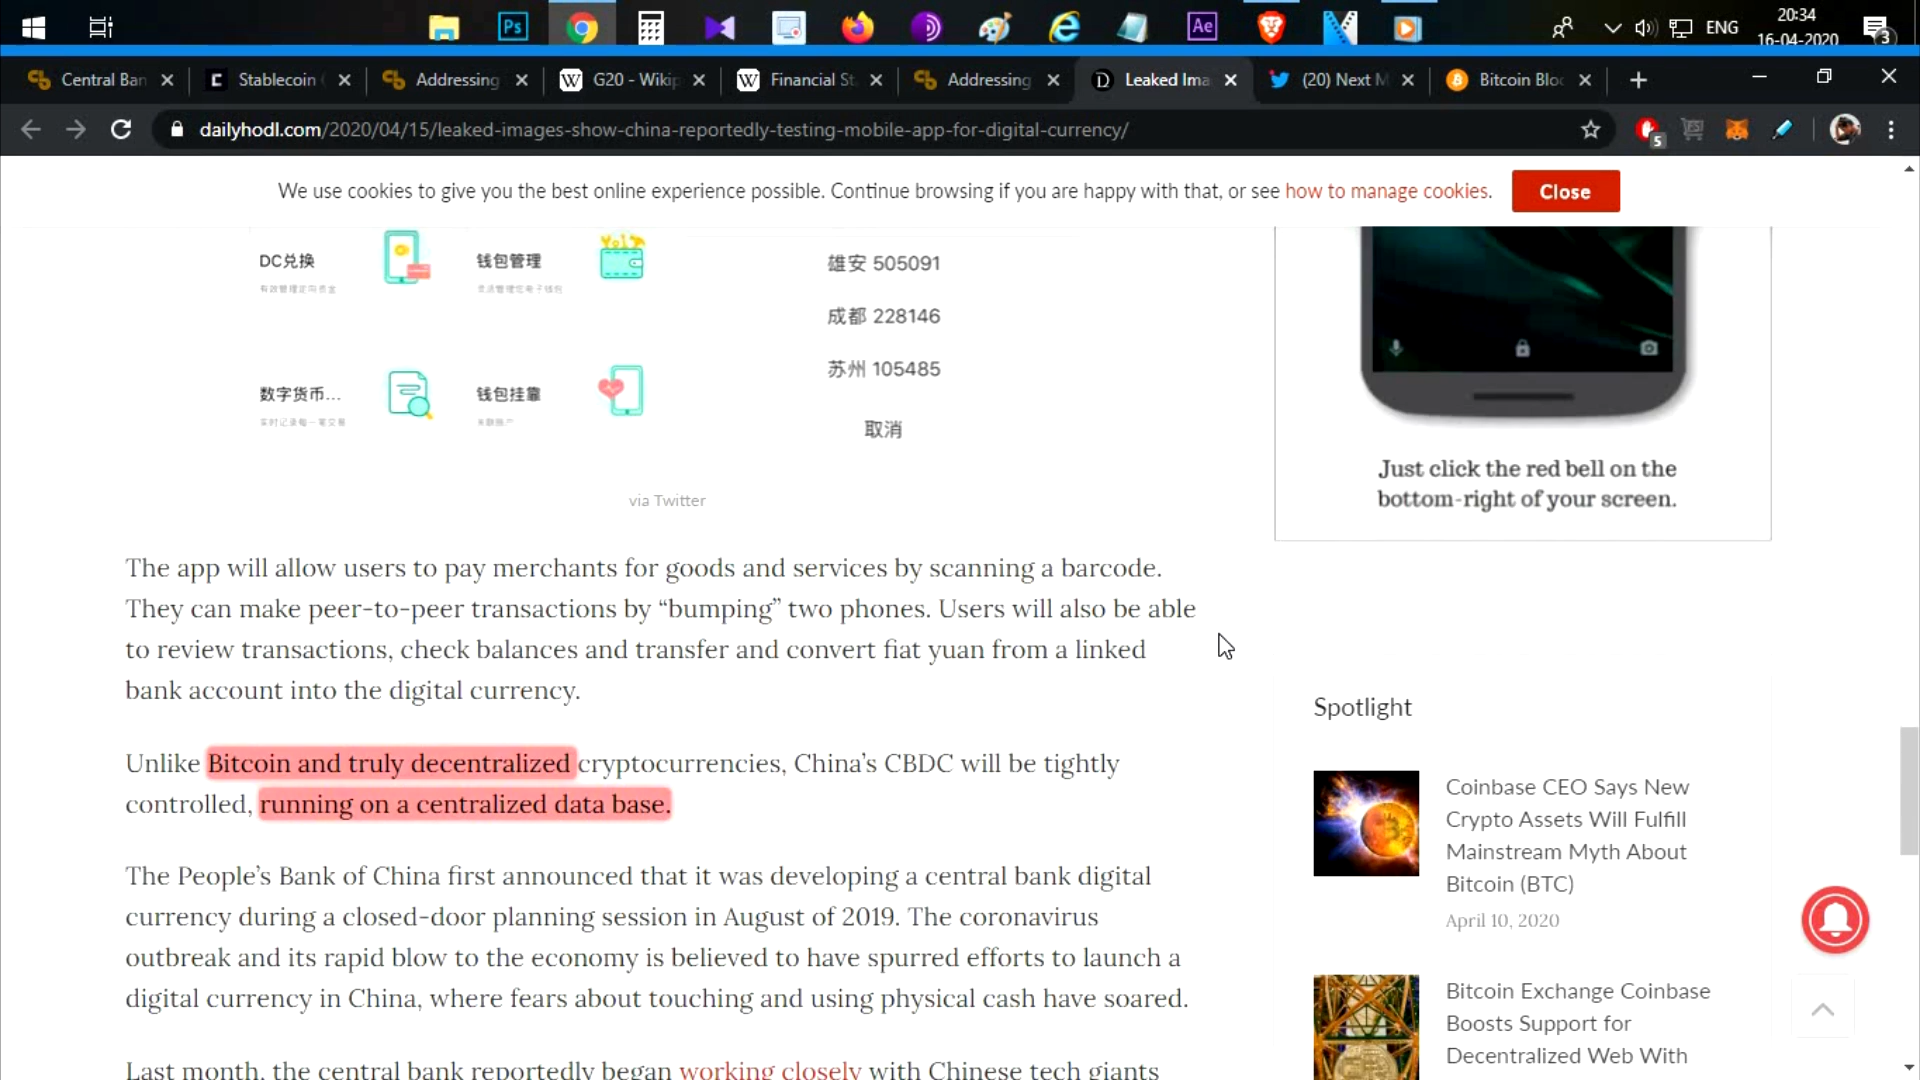 Ps
Ae
ENG
20:34
16-04-2020
3
Central Ban
Stablecoin
Addressing
G20 - Wikip
Financial St
Addressing
Leaked Ima
(20) Next M
Bitcoin Bloc
dailyhodl.com/2020/04/15/leaked-images-show-china-reportedly-testing-mobile-app-for-digital-currency/
5
We use cookies to give you the best online experience possible. Continue browsing if you are happy with that, or see how to manage cookies.
Close
DC兑换
钱包管理
雄安 505091
成都 228146
苏州 105485
数字货币...
钱包挂靠
取消
via Twitter
Just click the red bell on the
bottom-right of your screen.
The app will allow users to pay merchants for goods and services by scanning a barcode.
They can make peer-to-peer transactions by “bumping” two phones. Users will also be able
to review transactions, check balances and transfer and convert fiat yuan from a linked
bank account into the digital currency.
Unlike Bitcoin and truly decentralized cryptocurrencies, China’s CBDC will be tightly
controlled, running on a centralized data base.
The People’s Bank of China first announced that it was developing a central bank digital
currency during a closed-door planning session in August of 2019. The coronavirus
outbreak and its rapid blow to the economy is believed to have spurred efforts to launch a
digital currency in China, where fears about touching and using physical cash have soared.
Last month, the central bank reportedly began working closely with Chinese tech giants
Spotlight
Coinbase CEO Says New
Crypto Assets Will Fulfill
Mainstream Myth About
Bitcoin (BTC)
April 10, 2020
Bitcoin Exchange Coinbase
Boosts Support for
Decentralized Web With